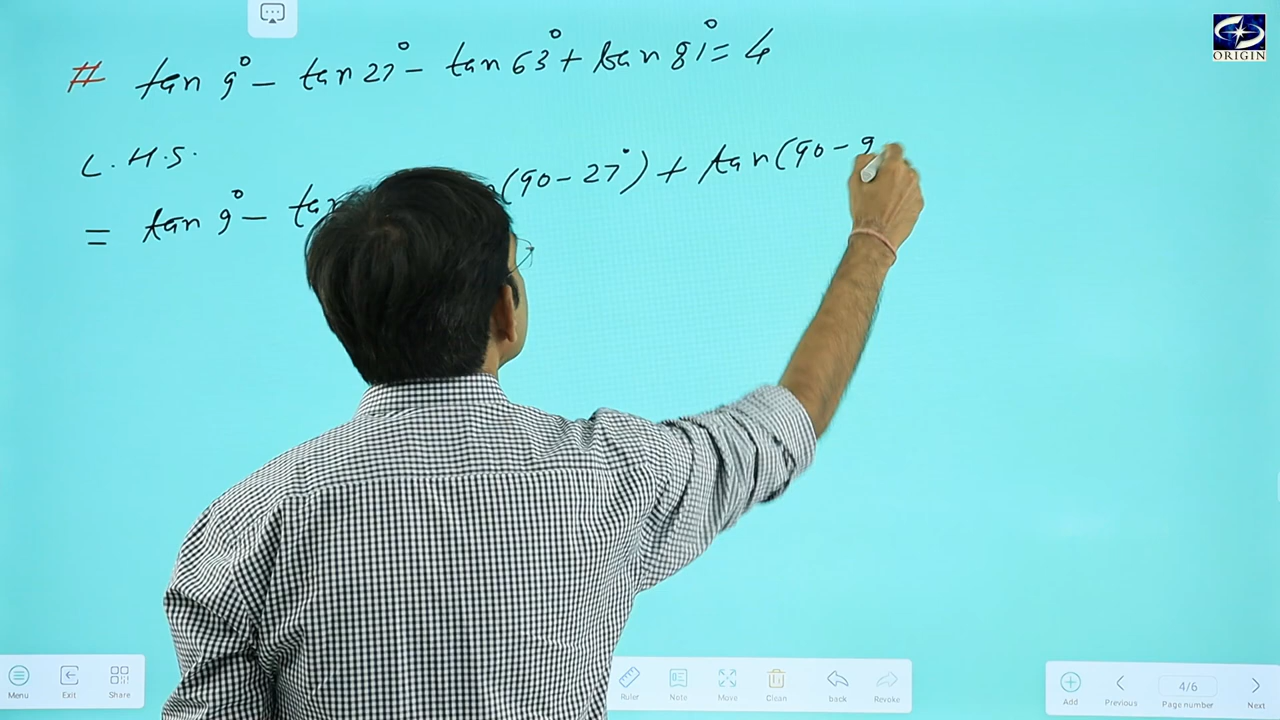 # tan 9° - tan 27° - tan 63° + tan 81° = 4
ORIGIN
L.H.S.
= tan 9° - tan (90 - 27°) + tan (90 - 9
Menu
Exit
Share
Ruler
Note
Move
Clean
back
Revoke
Add
Previous
4/6
Page number
Next